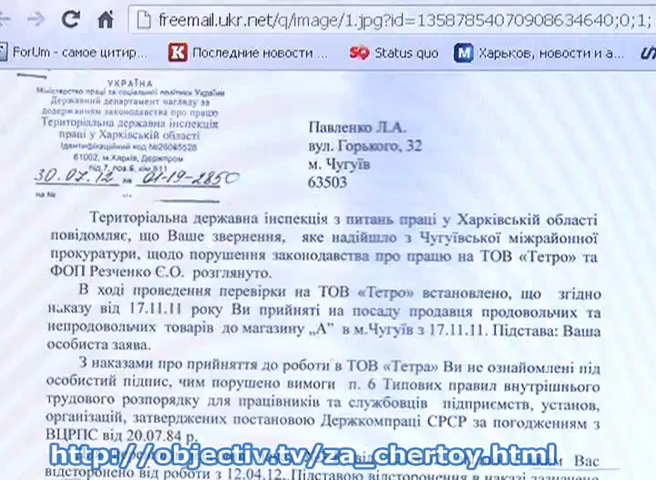 freemail.ukr.net/q/image/1.jpg?id=13587854070908634640;0;1;
ForUm - самое цитир...
Последние новости ...
Status quo
Харьков, новости и а...
УКРАЇНА
Міністерство праці та соціальної політики України
Державний департамент нагляду за
додержанням законодавства про працю
Територіальна державна інспекція
праці у Харківській області
Ідентифікаційний код №26085528
61002, м.Харків, Держпром
30.07.12 № 01-19-2850
на №
Павленко Л.А.
вул. Горького, 32
м. Чугуїв
63503
Територіальна державна інспекція з питань праці у Харківській області
повідомляє, що Ваше звернення, яке надійшло з Чугуївської міжрайонної
прокуратури, щодо порушення законодавства про працю на ТОВ «Тетро» та
ФОП Резченко Є.О. розглянуто.
В ході проведення перевірки на ТОВ «Тетро» встановлено, що згідно
наказу від 17.11.11 року Ви прийняті на посаду продавця продовольчих та
непродовольчих товарів до магазину „А" в м.Чугуїв з 17.11.11. Підстава: Ваша
особиста заява.
З наказами про прийняття до роботи в ТОВ «Тетра» Ви не ознайомлені під
особистий підпис, чим порушено вимоги п. 6 Типових правил внутрішнього
трудового розпорядку для працівників та службовців підприємств, установ,
організацій, затверджених постановою Держкомпраці СРСР за погодженням з
ВЦРПС від 20.07.84 р.
http://objectiv.tv/za_chertoy.html
Вас
відсторонено від роботи з 12.04.12. Підставою відсторонення в наказі зазначено